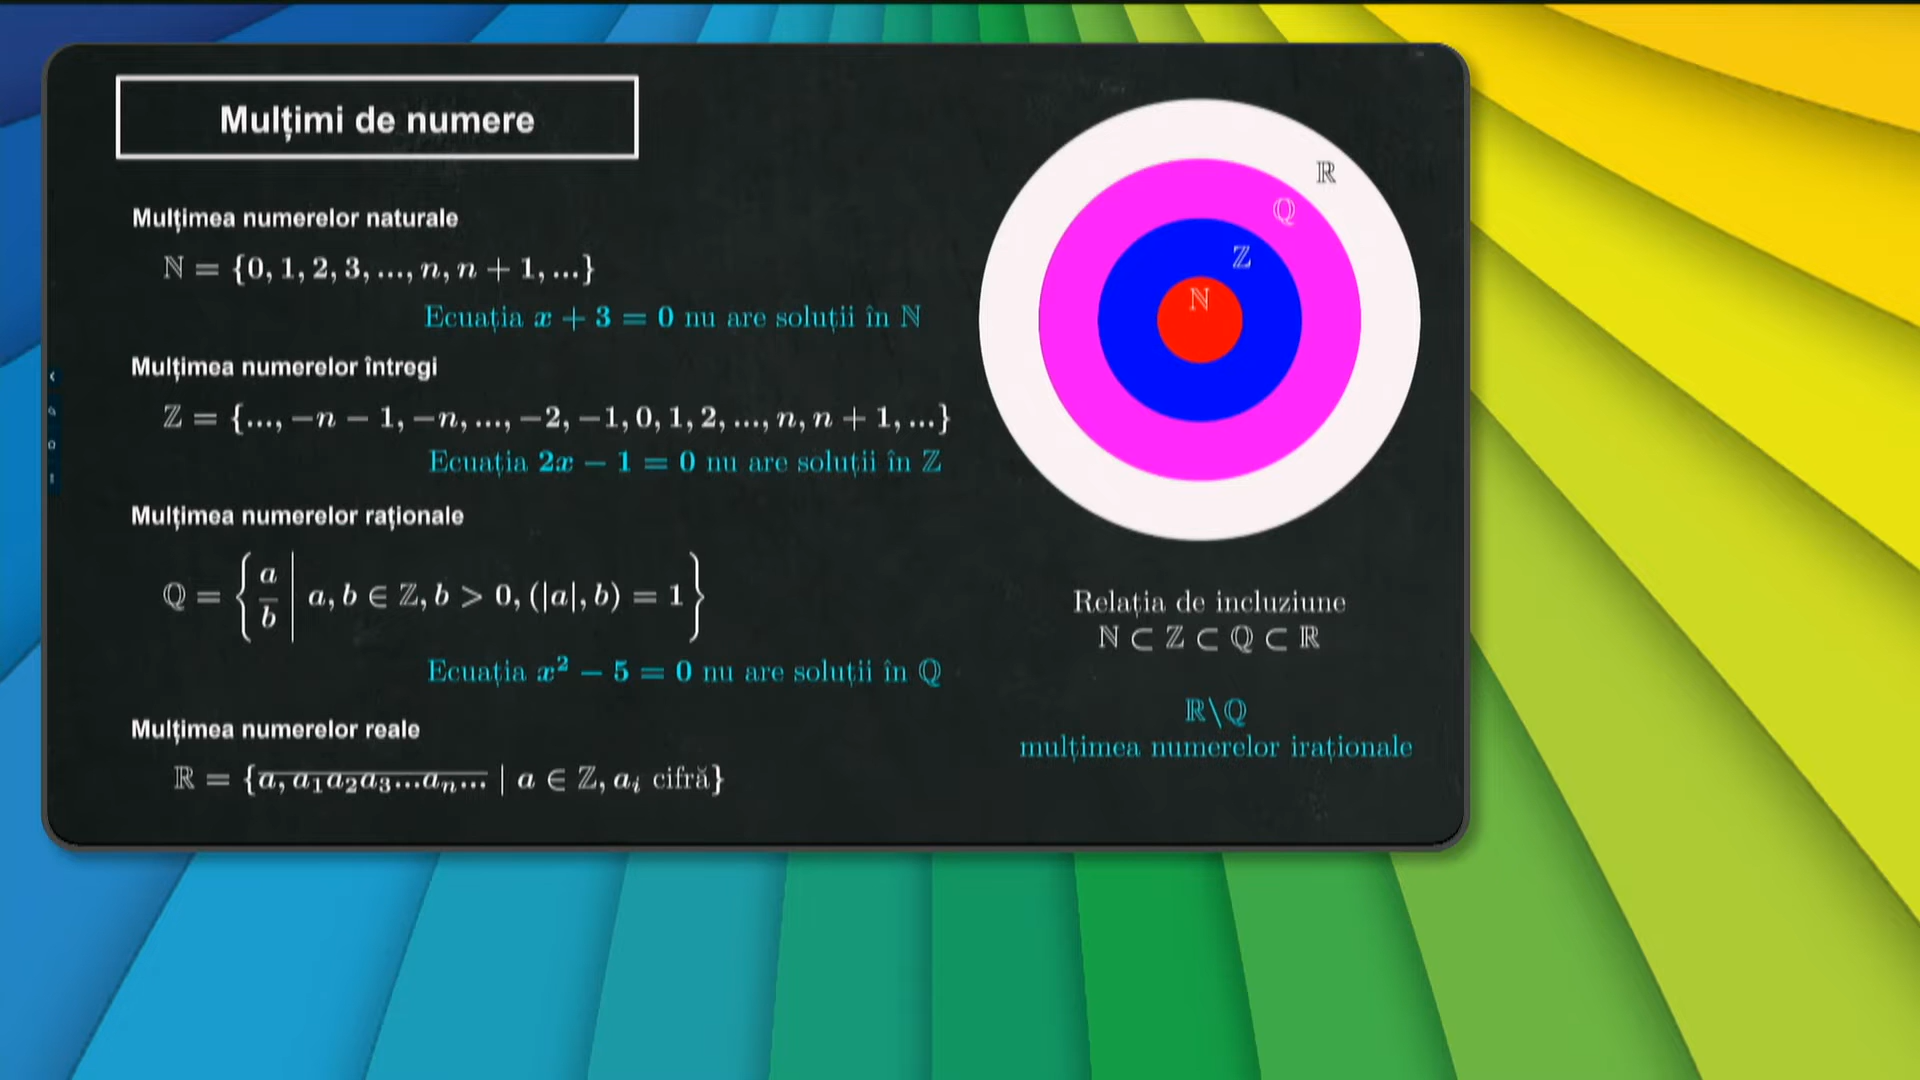 Mulțimi de numere
Mulțimea numerelor naturale
ℕ = {0, 1, 2, 3, ..., n, n + 1, ...}
Ecuația x + 3 = 0 nu are soluții în ℕ
Mulțimea numerelor întregi
ℤ = {..., −n − 1, −n, ..., −2, −1, 0, 1, 2, ..., n, n + 1, ...}
Ecuația 2x − 1 = 0 nu are soluții în ℤ
Mulțimea numerelor raționale
ℚ = {a/b | a, b ∈ ℤ, b > 0, (|a|, b) = 1}
Ecuația x² − 5 = 0 nu are soluții în ℚ
Mulțimea numerelor reale
ℝ = {a, a₁a₂a₃...aₙ... | a ∈ ℤ, aᵢ cifră}
ℝ
ℚ
ℤ
ℕ
Relația de incluziune
ℕ ⊂ ℤ ⊂ ℚ ⊂ ℝ
ℝ\ℚ
mulțimea numerelor iraționale